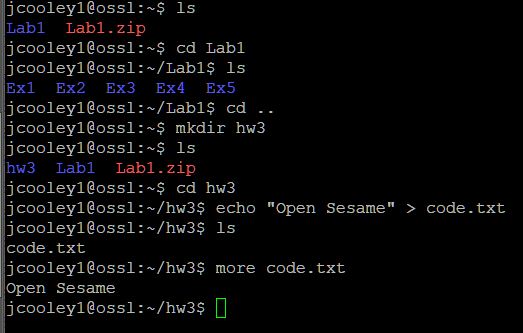 jcooley1@ossl:~$ ls
Lab1  Lab1.zip
jcooley1@ossl:~$ cd Lab1
jcooley1@ossl:~/Lab1$ ls
Ex1  Ex2  Ex3  Ex4  Ex5
jcooley1@ossl:~/Lab1$ cd ..
jcooley1@ossl:~$ mkdir hw3
jcooley1@ossl:~$ ls
hw3  Lab1  Lab1.zip
jcooley1@ossl:~$ cd hw3
jcooley1@ossl:~/hw3$ echo "Open Sesame" > code.txt
jcooley1@ossl:~/hw3$ ls
code.txt
jcooley1@ossl:~/hw3$ more code.txt
Open Sesame
jcooley1@ossl:~/hw3$